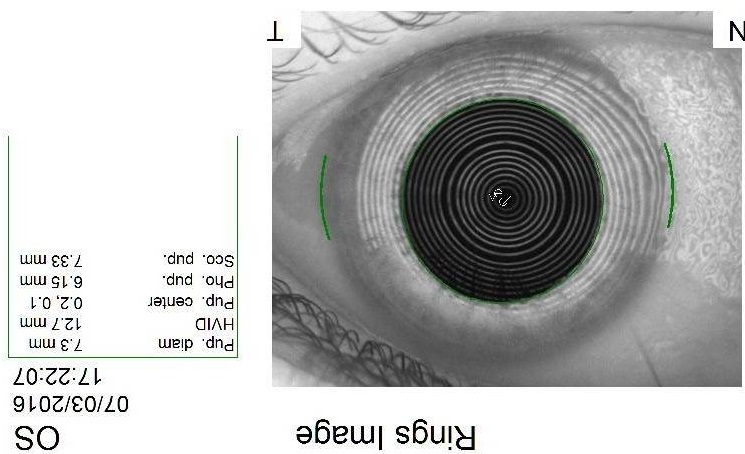 Rings Image
OS
07/03/2016
17:22:07
Pup. diam 7.3 mm
HVID 12.7 mm
Pup. center 0.2, 0.1
Pho. pup. 6.15 mm
Sco. pup. 7.33 mm
N
T